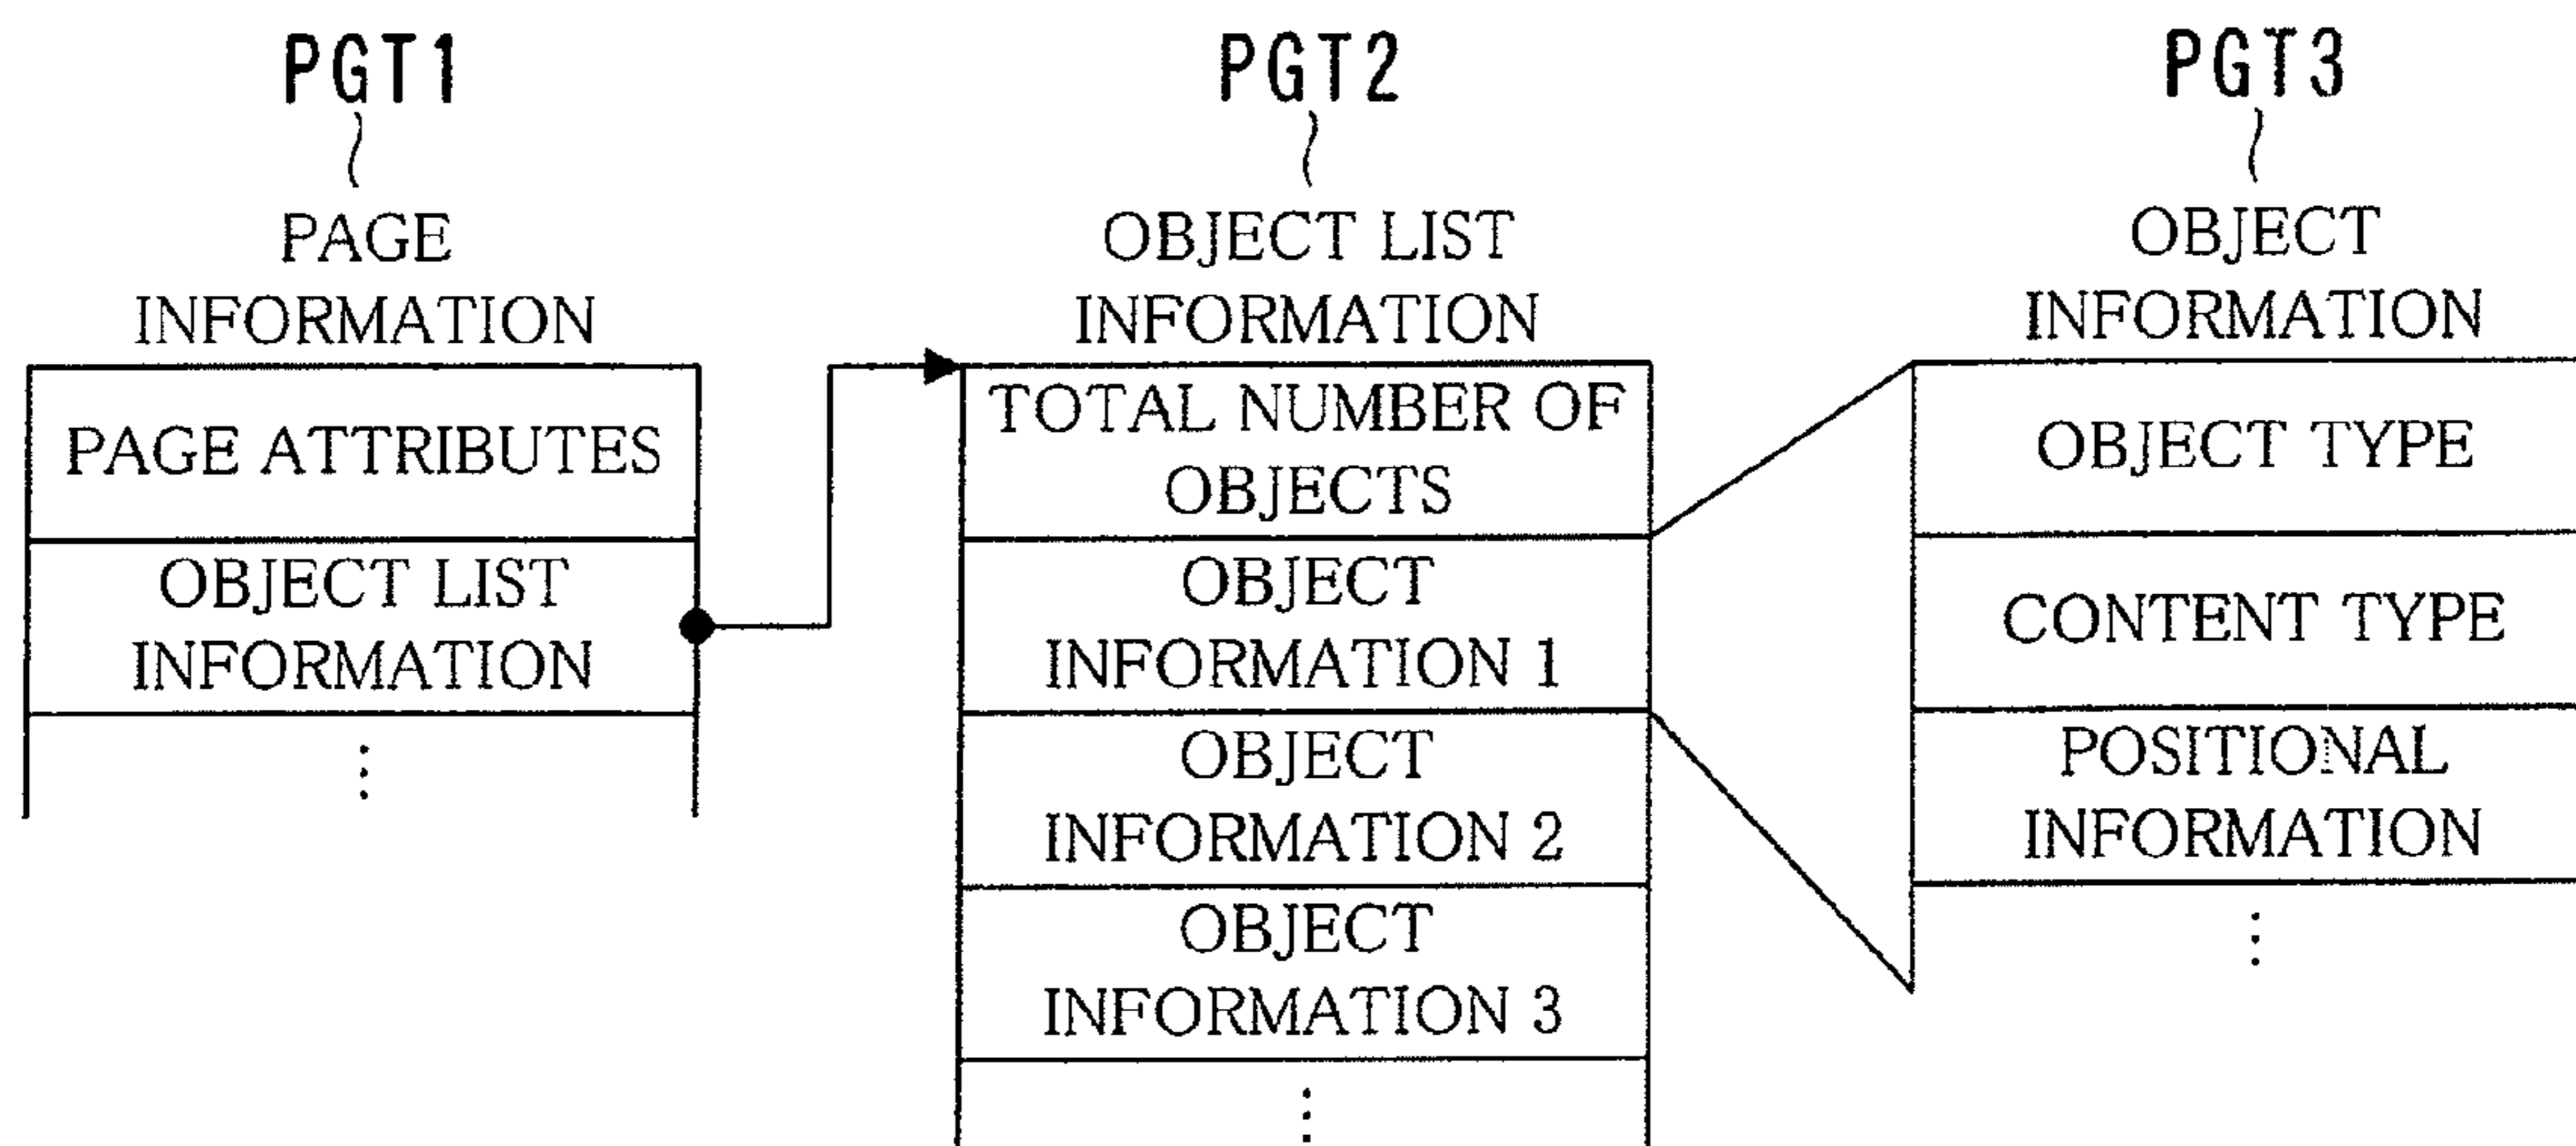 PGT1
PAGE
INFORMATION
PAGE ATTRIBUTES
OBJECT LIST
INFORMATION
PGT2
OBJECT LIST
INFORMATION
TOTAL NUMBER OF
OBJECTS
OBJECT
INFORMATION 1
OBJECT
INFORMATION 2
OBJECT
INFORMATION 3
PGT3
OBJECT
INFORMATION
OBJECT TYPE
CONTENT TYPE
POSITIONAL
INFORMATION